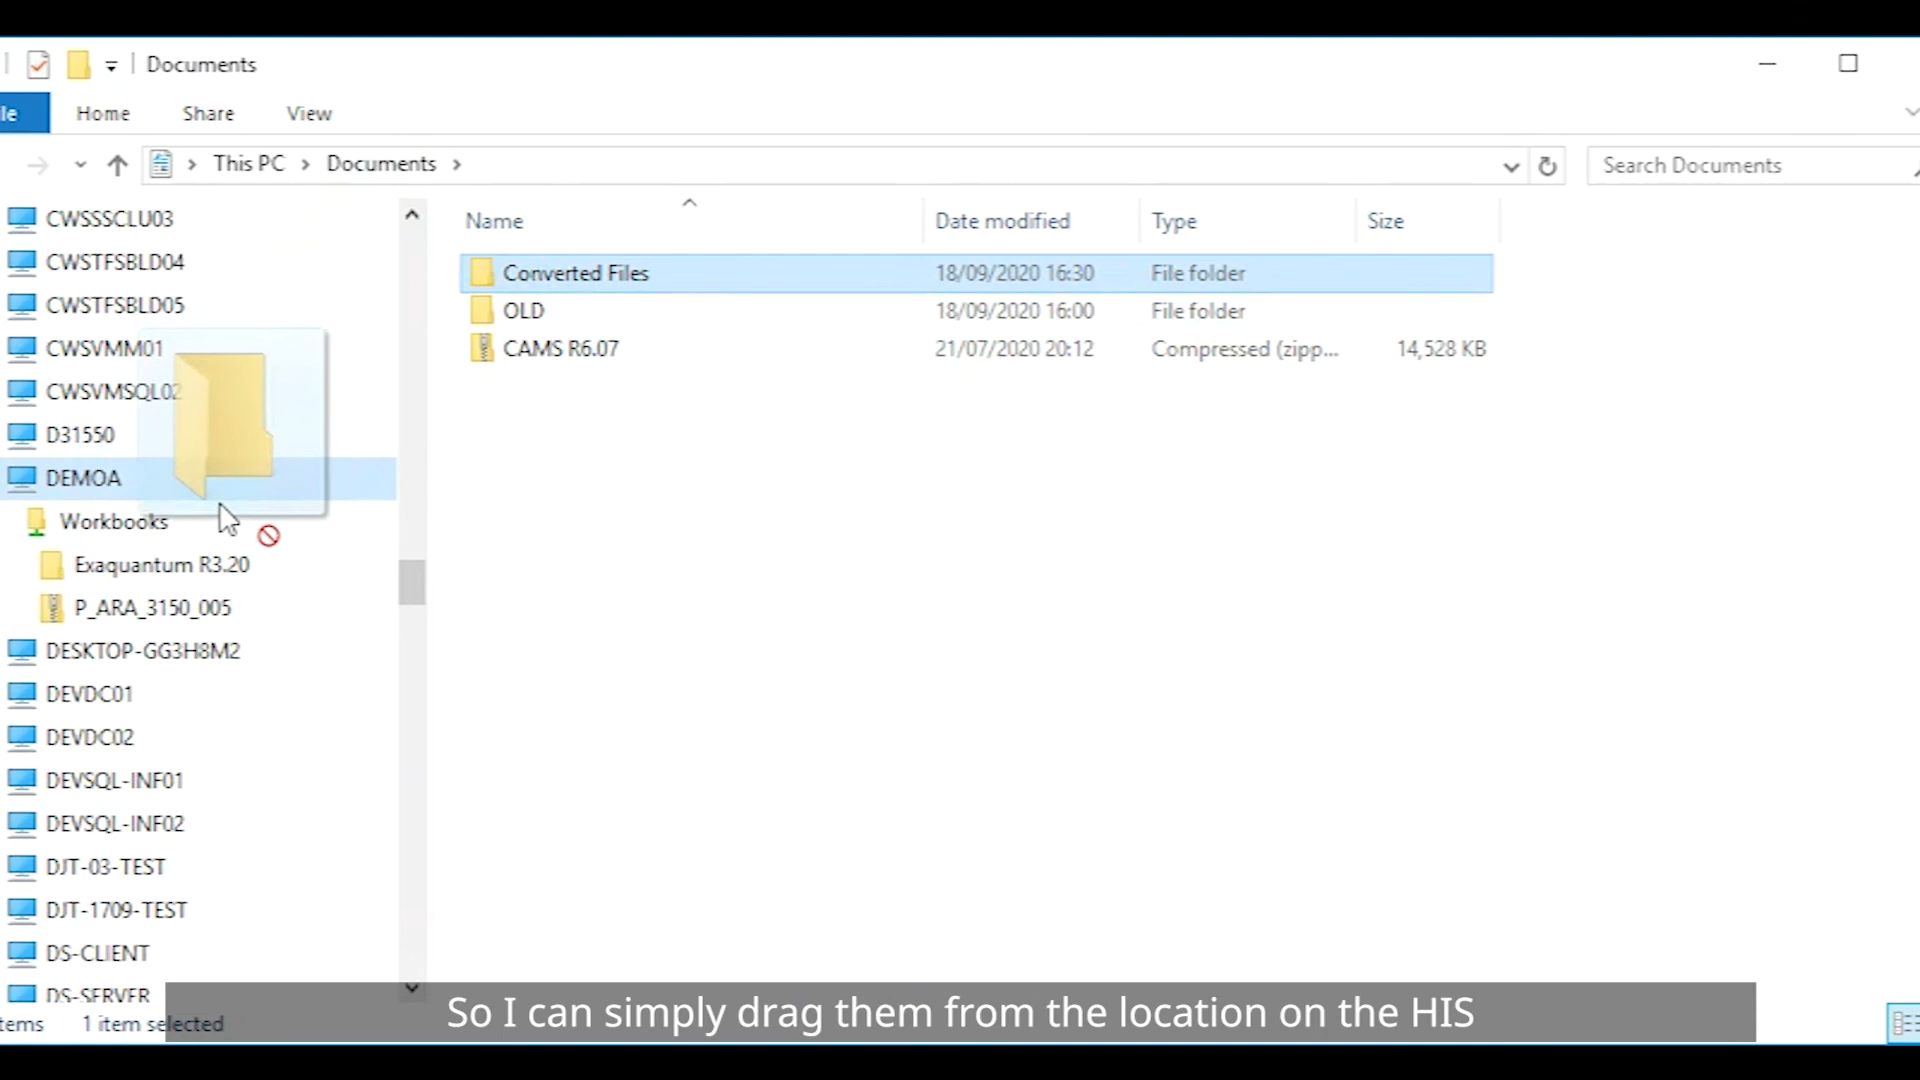 Documents
le
Home
Share
View
This PC
Documents
Search Documents
CWSSSCLU03
CWSTFSBLD04
CWSTFSBLD05
CWSVMM01
CWSVMSQL02
D31550
DEMOA
Workbooks
Exaquantum R3.20
P_ARA_3150_005
DESKTOP-GG3H8M2
DEVDC01
DEVDC02
DEVSQL-INF01
DEVSQL-INF02
DJT-03-TEST
DJT-1709-TEST
DS-CLIENT
DS-SERVER
Name Date modified Type Size
Converted Files 18/09/2020 16:30 File folder
OLD 18/09/2020 16:00 File folder
CAMS R6.07 21/07/2020 20:12 Compressed (zipp... 14,528 KB
tems 1 item selected
So I can simply drag them from the location on the HIS